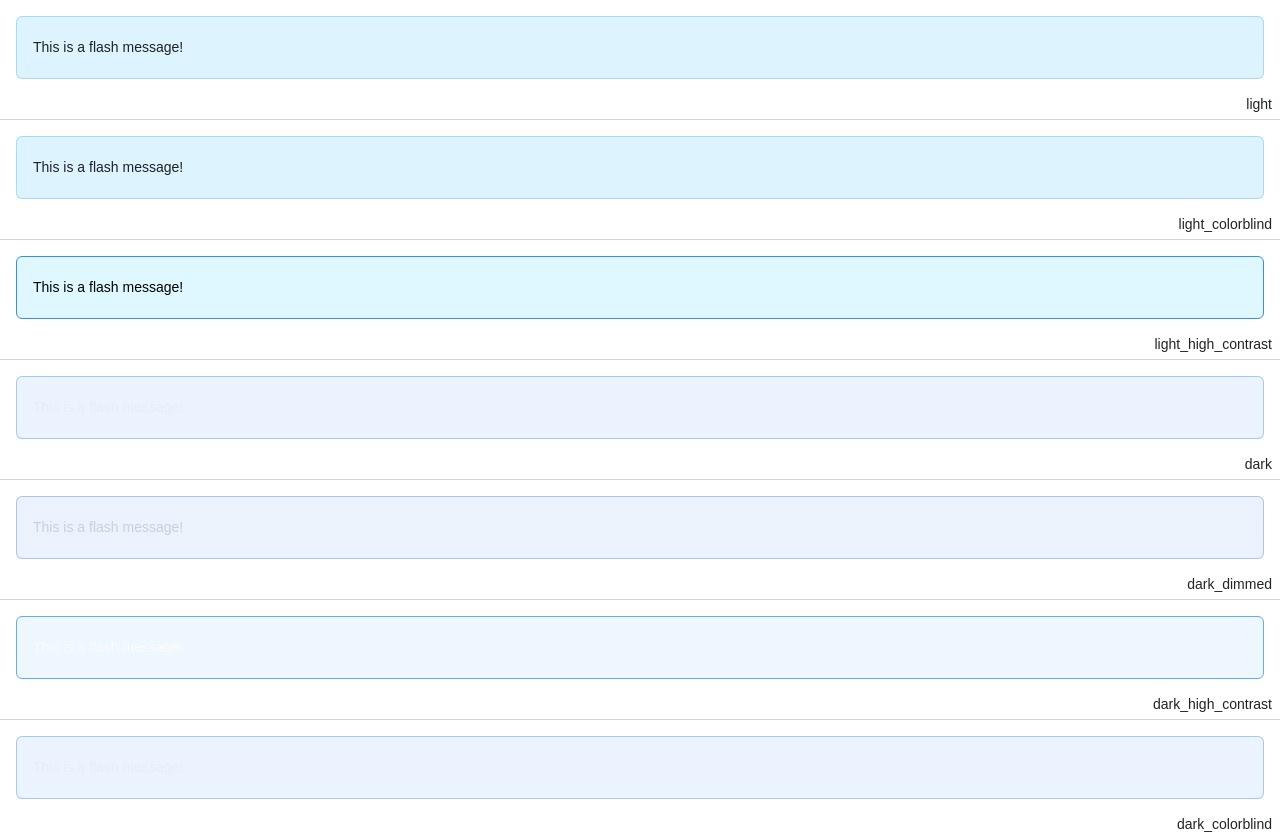 This is a flash message!
light
This is a flash message!
light_colorblind
This is a flash message!
light_high_contrast
This is a flash message!
dark
This is a flash message!
dark_dimmed
This is a flash message!
dark_high_contrast
This is a flash message!
dark_colorblind